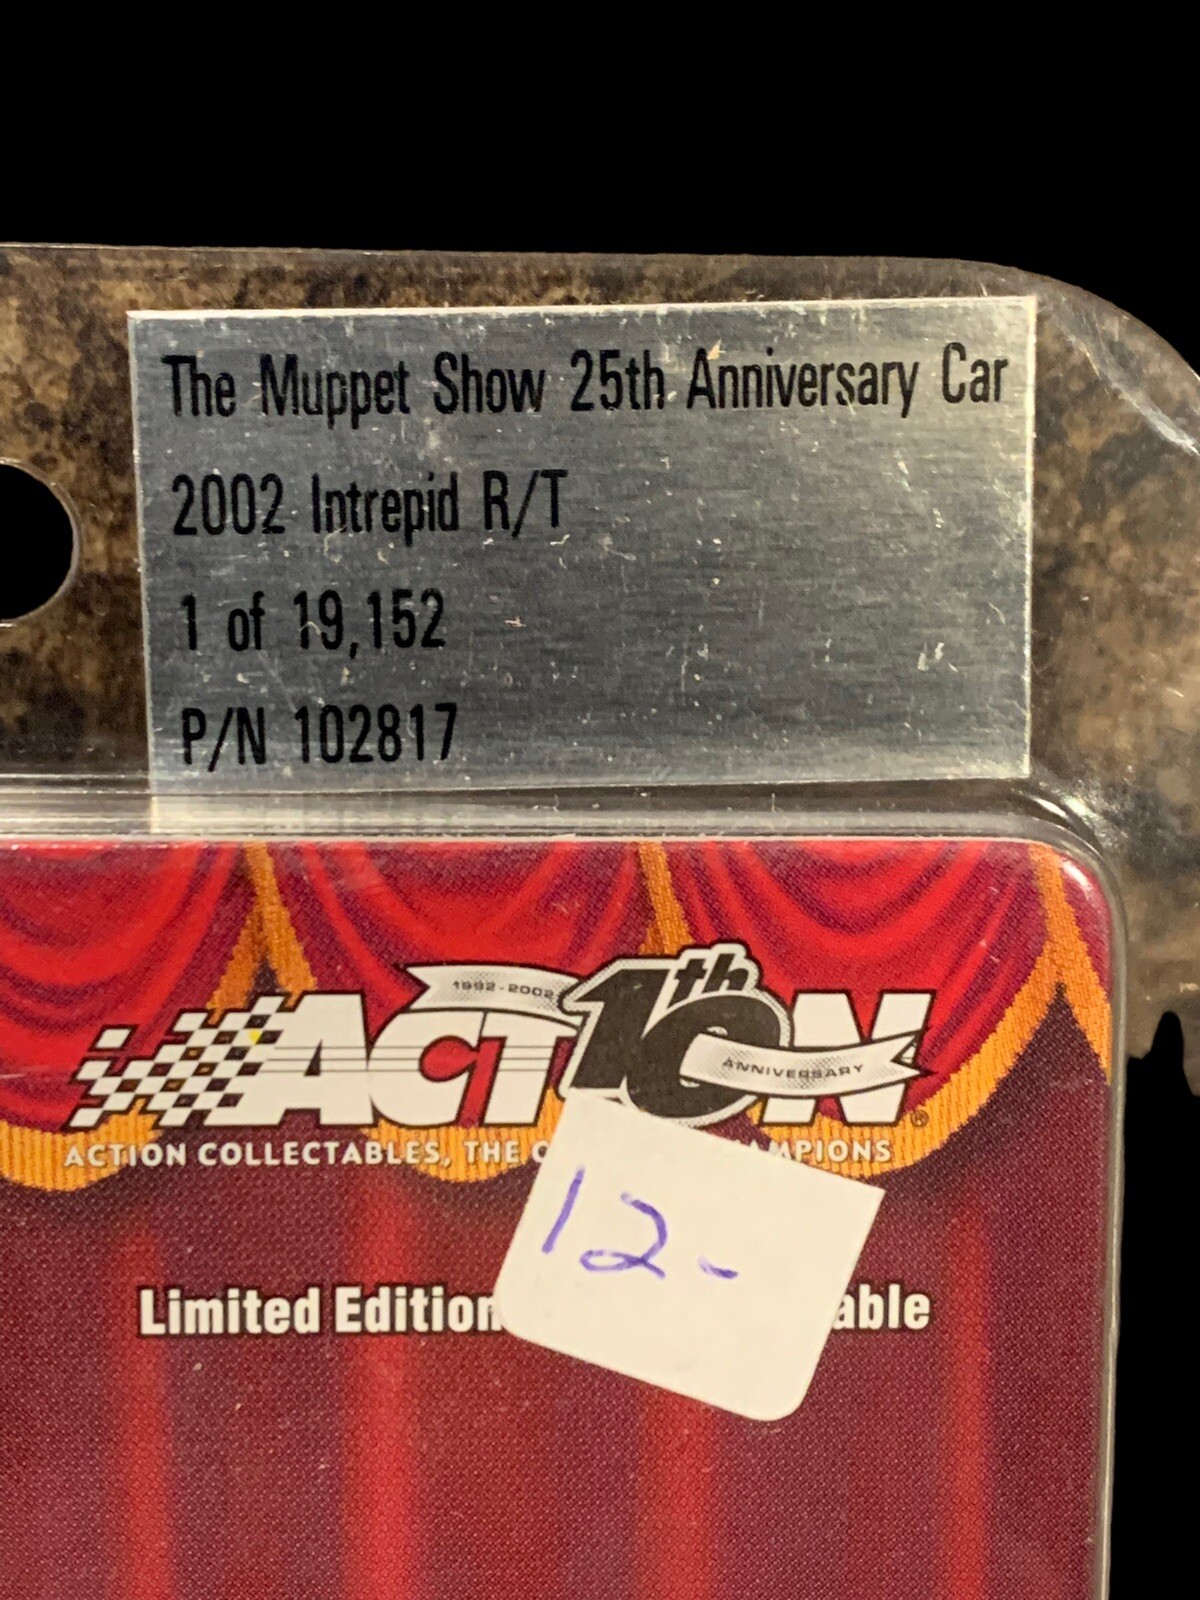 The Muppet Show 25th Anniversary Car
2002 Intrepid R/T
1 of 19,152
P/N 102817
1992-2002
ACTION
10th
ANNIVERSARY
®
ACTION COLLECTABLES, THE
12-
Limited Edition